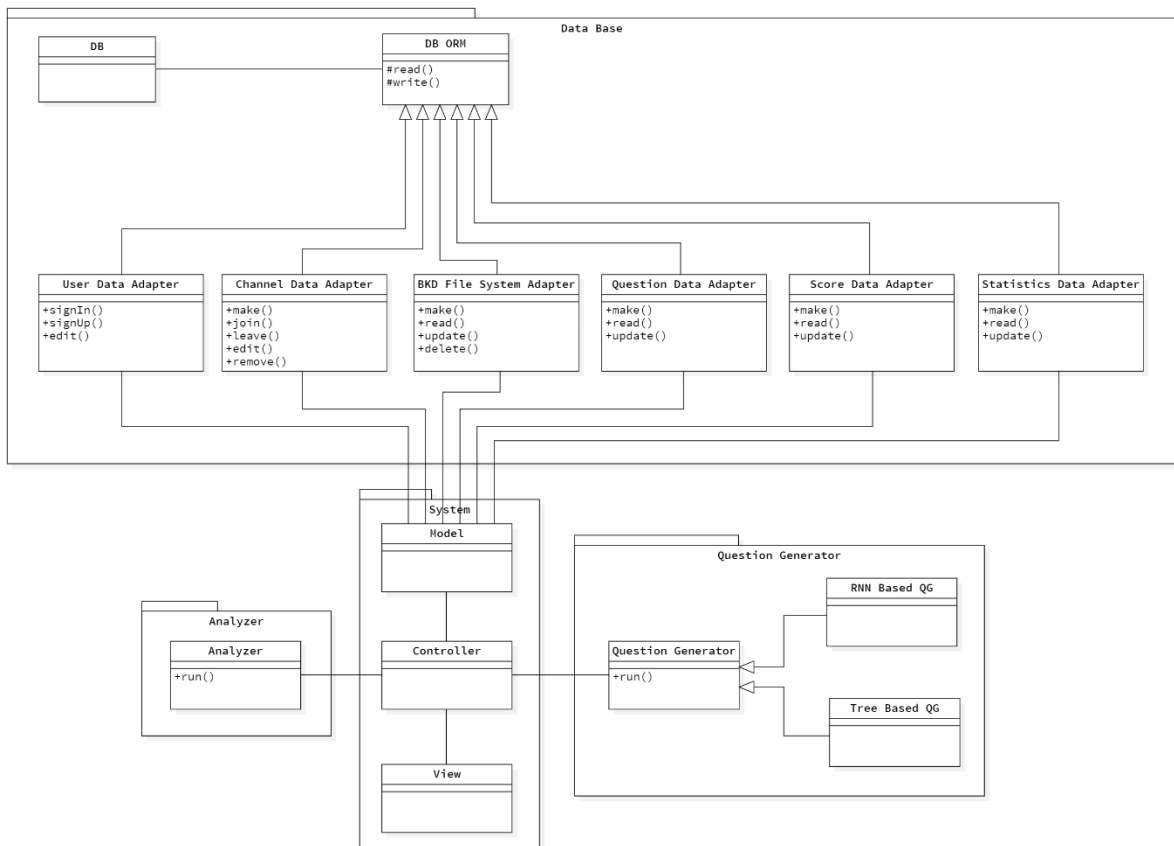 Data Base
DB
DB ORM
#read()
#write()
User Data Adapter
+signIn()
+signUp()
+edit()
Channel Data Adapter
+make()
+join()
+leave()
+edit()
+remove()
BKD File System Adapter
+make()
+read()
+update()
+delete()
Question Data Adapter
+make()
+read()
+update()
Score Data Adapter
+make()
+read()
+update()
Statistics Data Adapter
+make()
+read()
+update()
System
Model
Question Generator
RNN Based QG
Analyzer
Analyzer
+run()
Controller
Question Generator
+run()
Tree Based QG
View